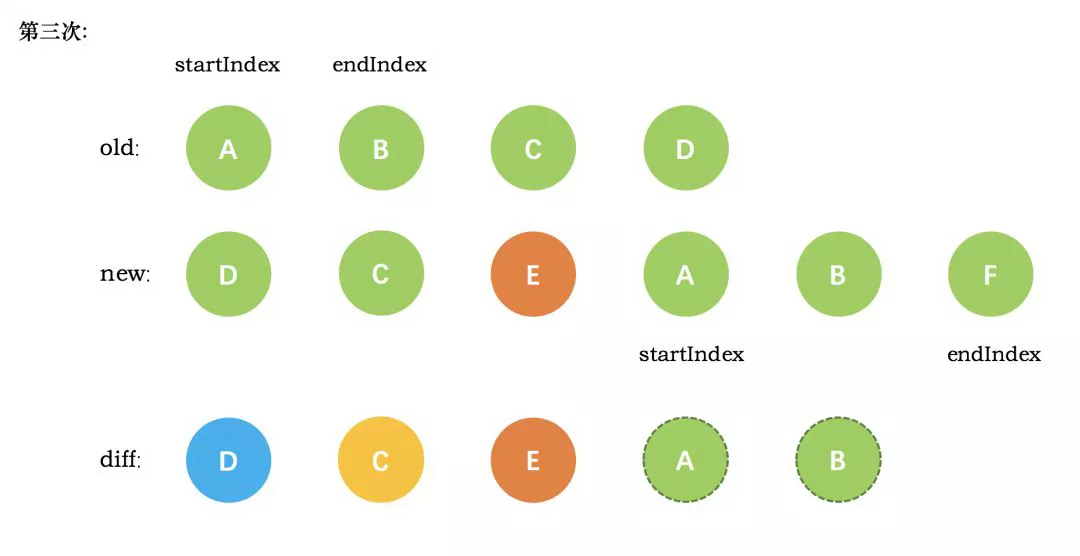 第三次:
startIndex endIndex
old: A B C D
new: D C E A B F
startIndex endIndex
diff: D C E A B